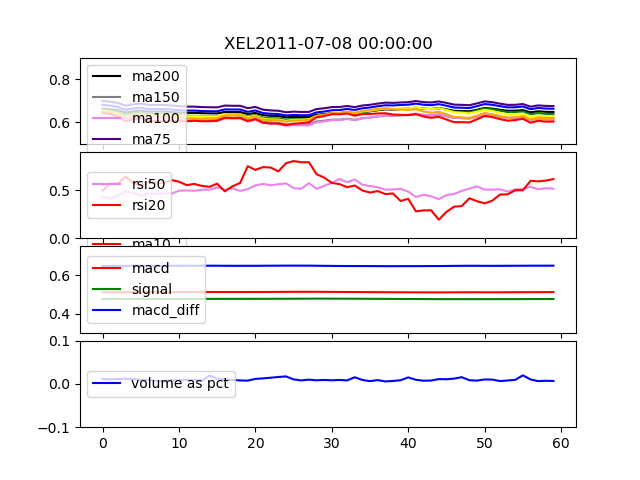 XEL2011-07-08 00:00:00
0.8
0.6
ma200
ma150
ma100
ma75
0.5
0.0
rsi50
rsi20
ma10
0.6
0.4
macd
signal
macd_diff
0.1
0.0
−0.1
volume as pct
0 10 20 30 40 50 60